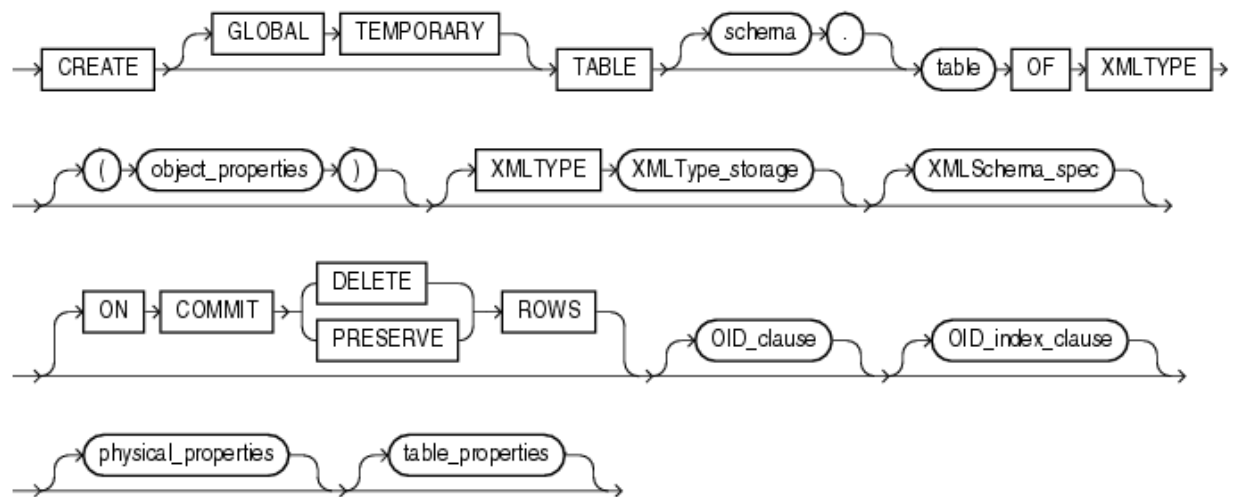 CREATE GLOBAL TEMPORARY TABLE schema . table OF XMLTYPE
( object_properties ) XMLTYPE XMLType_storage XMLSchema_spec
ON COMMIT DELETE PRESERVE ROWS OID_clause OID_index_clause
physical_properties table_properties